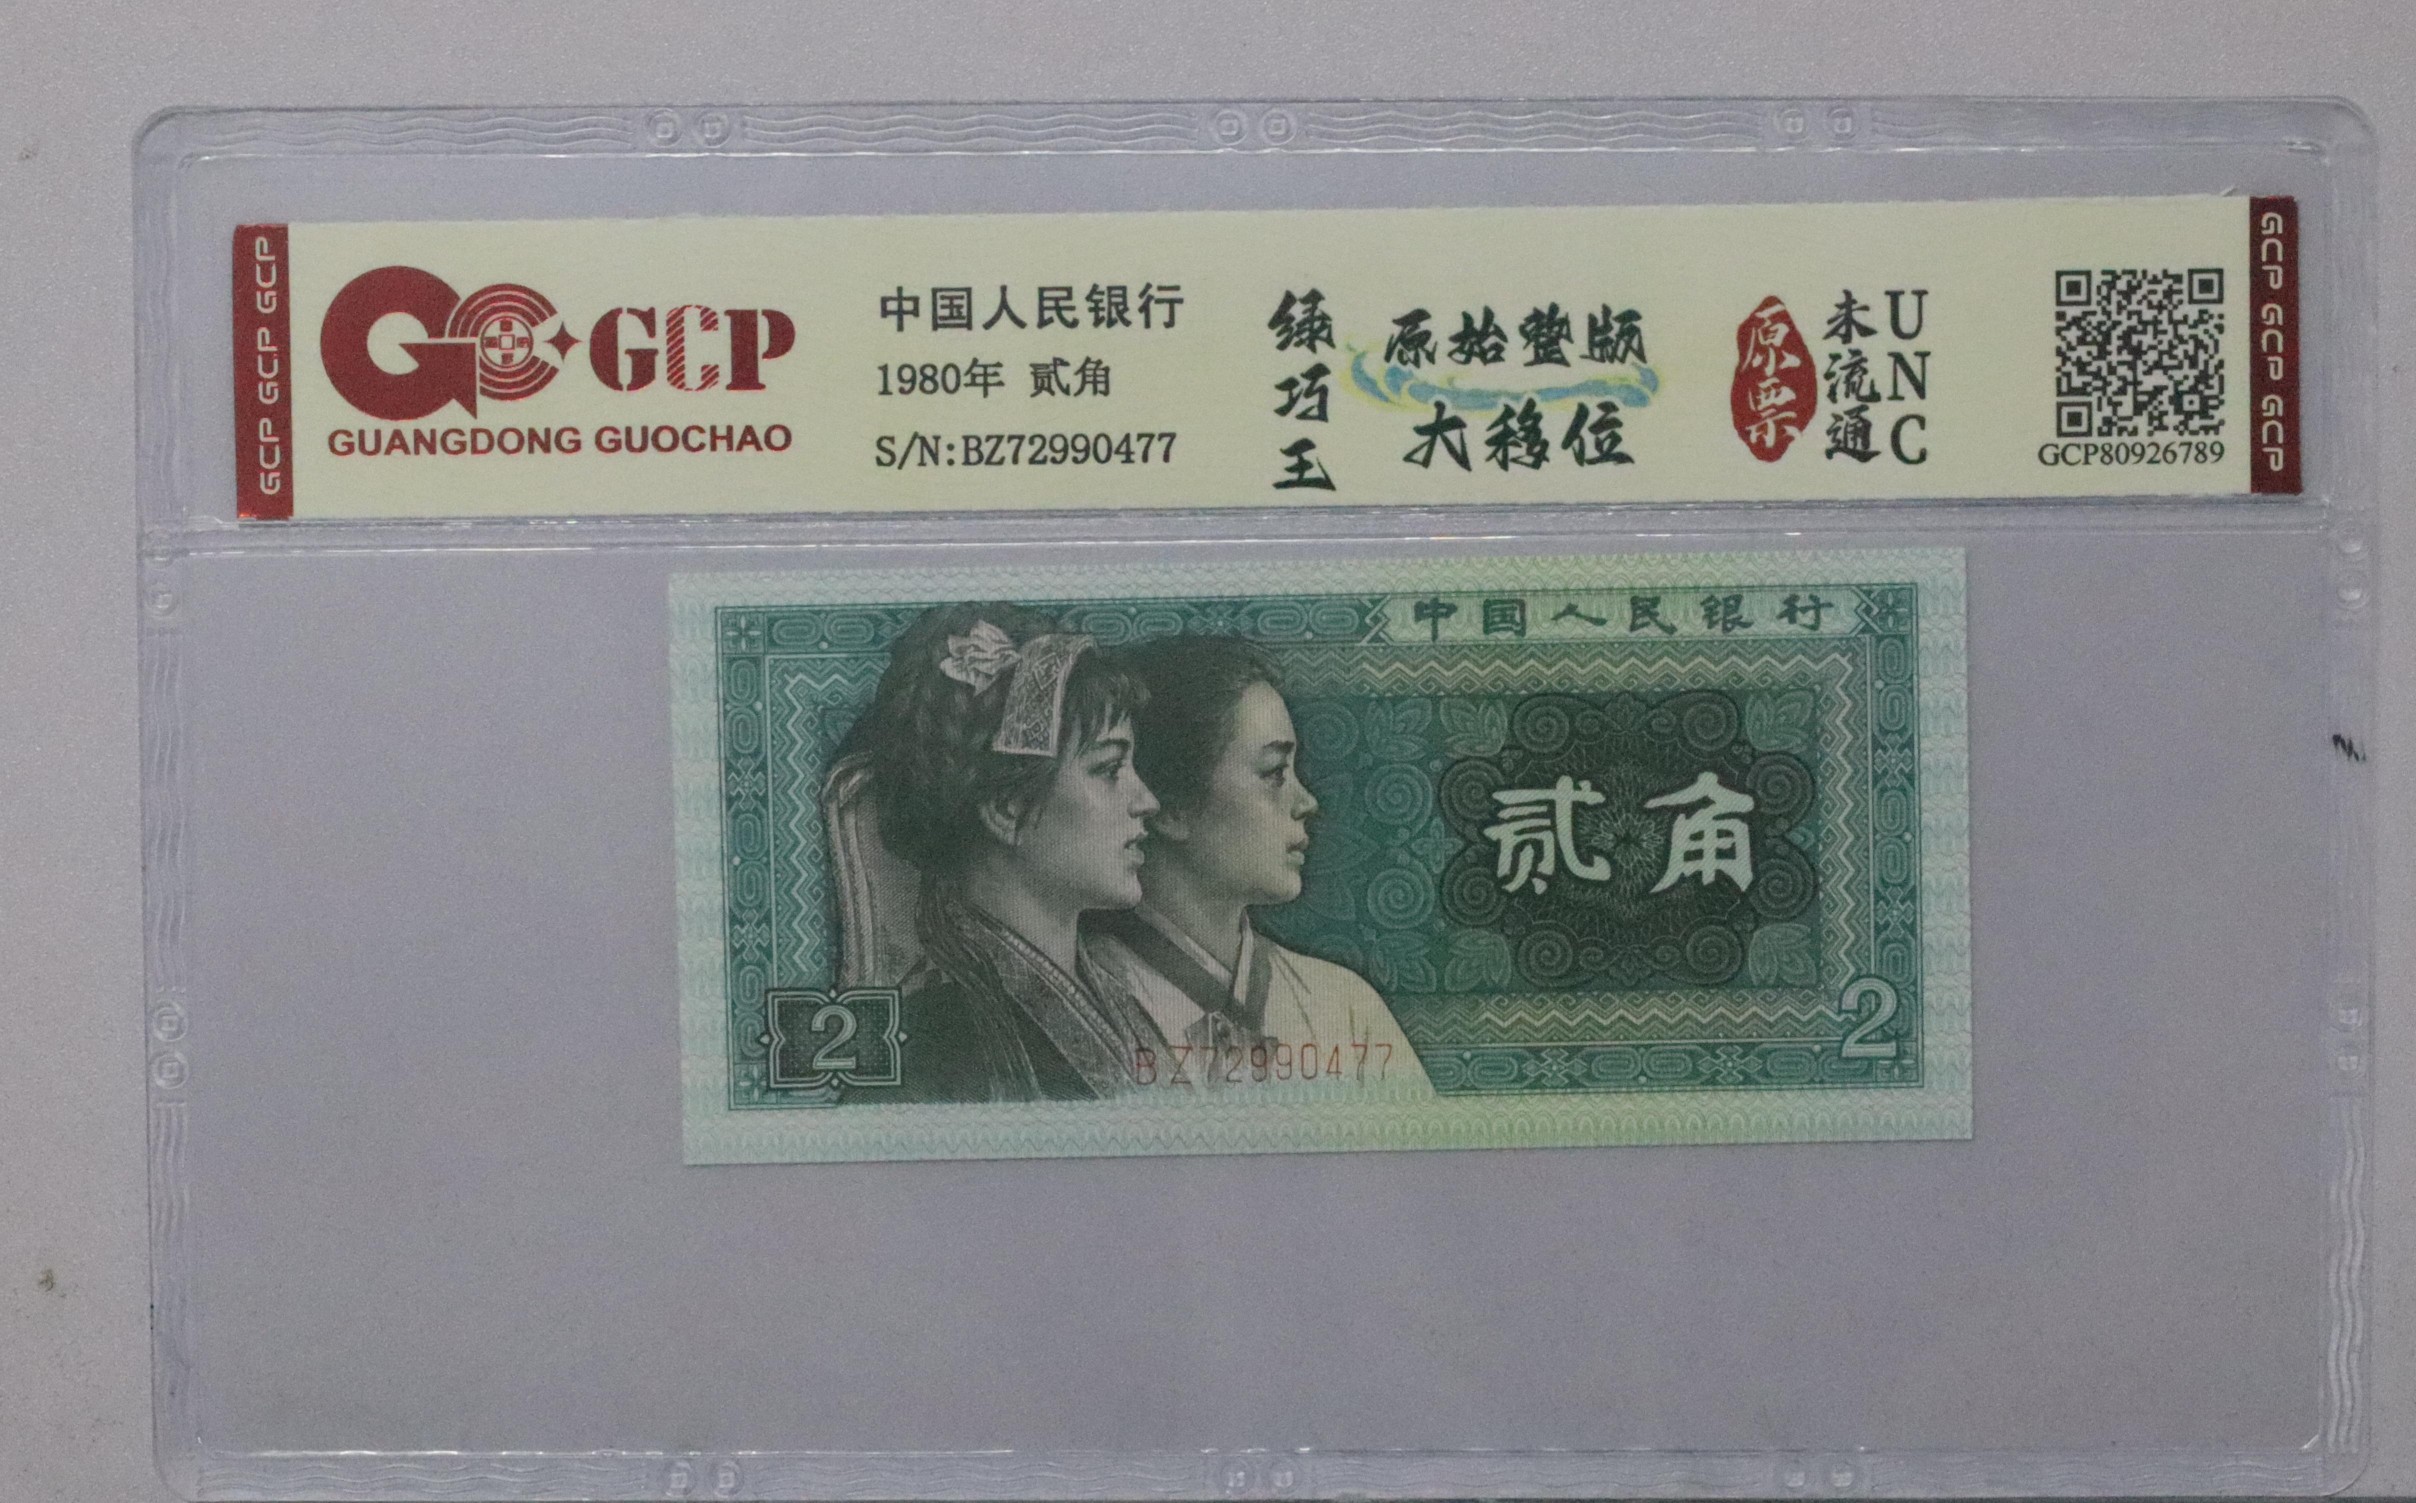 GCP GCP GCP
GCP
GUANGDONG GUOCHAO
中国人民银行
1980年 贰角
S/N:BZ72990477
绿巧王
原始整版
大移位
原票
未流通
UNC
GCP80926789
GCP GCP GCP
中国人民银行
贰角
2
2
BZ72990477